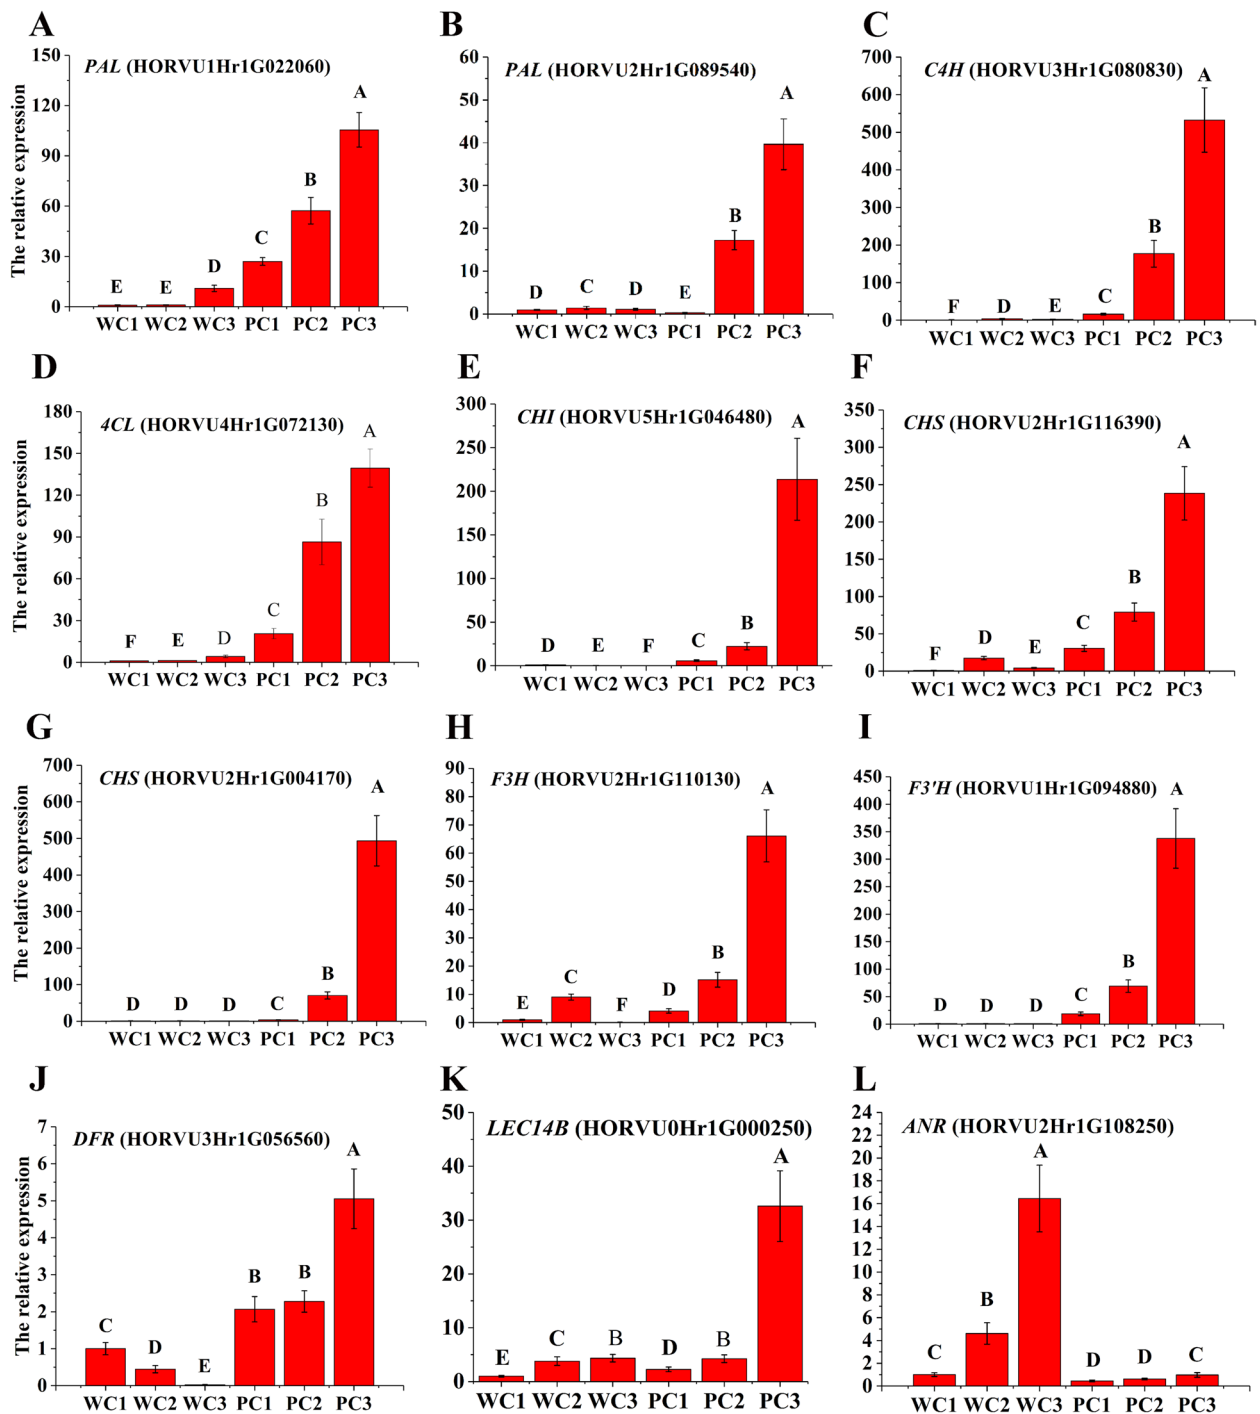 A
B
C
PAL (HORVU1Hr1G022060)
PAL (HORVU2Hr1G089540)
C4H (HORVU3Hr1G080830)
The relative expression
150
120
90
60
30
0
E
E
D
C
B
A
WC1 WC2 WC3 PC1 PC2 PC3
60
50
40
30
20
10
0
D
C
D
E
B
A
WC1 WC2 WC3 PC1 PC2 PC3
700
600
500
400
300
200
100
0
F
D
E
C
B
A
WC1 WC2 WC3 PC1 PC2 PC3
D
E
F
4CL (HORVU4Hr1G072130)
CHI (HORVU5Hr1G046480)
CHS (HORVU2Hr1G116390)
The relative expression
180
150
120
90
60
30
0
F
E
D
C
B
A
WC1 WC2 WC3 PC1 PC2 PC3
300
250
200
150
100
50
0
D
E
F
C
B
A
WC1 WC2 WC3 PC1 PC2 PC3
350
300
250
200
150
100
50
0
F
D
E
C
B
A
WC1 WC2 WC3 PC1 PC2 PC3
G
H
I
CHS (HORVU2Hr1G004170)
F3H (HORVU2Hr1G110130)
F3'H (HORVU1Hr1G094880)
The relative expression
700
600
500
400
300
200
100
0
D
D
D
C
B
A
WC1 WC2 WC3 PC1 PC2 PC3
90
80
70
60
50
40
30
20
10
0
E
C
F
D
B
A
WC1 WC2 WC3 PC1 PC2 PC3
450
400
350
300
250
200
150
100
50
0
D
D
D
C
B
A
WC1 WC2 WC3 PC1 PC2 PC3
J
K
L
DFR (HORVU3Hr1G056560)
LEC14B (HORVU0Hr1G000250)
ANR (HORVU2Hr1G108250)
The relative expression
7
6
5
4
3
2
1
0
C
D
E
B
B
A
WC1 WC2 WC3 PC1 PC2 PC3
50
40
30
20
10
0
E
C
B
D
B
A
WC1 WC2 WC3 PC1 PC2 PC3
24
22
20
18
16
14
12
10
8
6
4
2
0
C
B
A
D
D
C
WC1 WC2 WC3 PC1 PC2 PC3